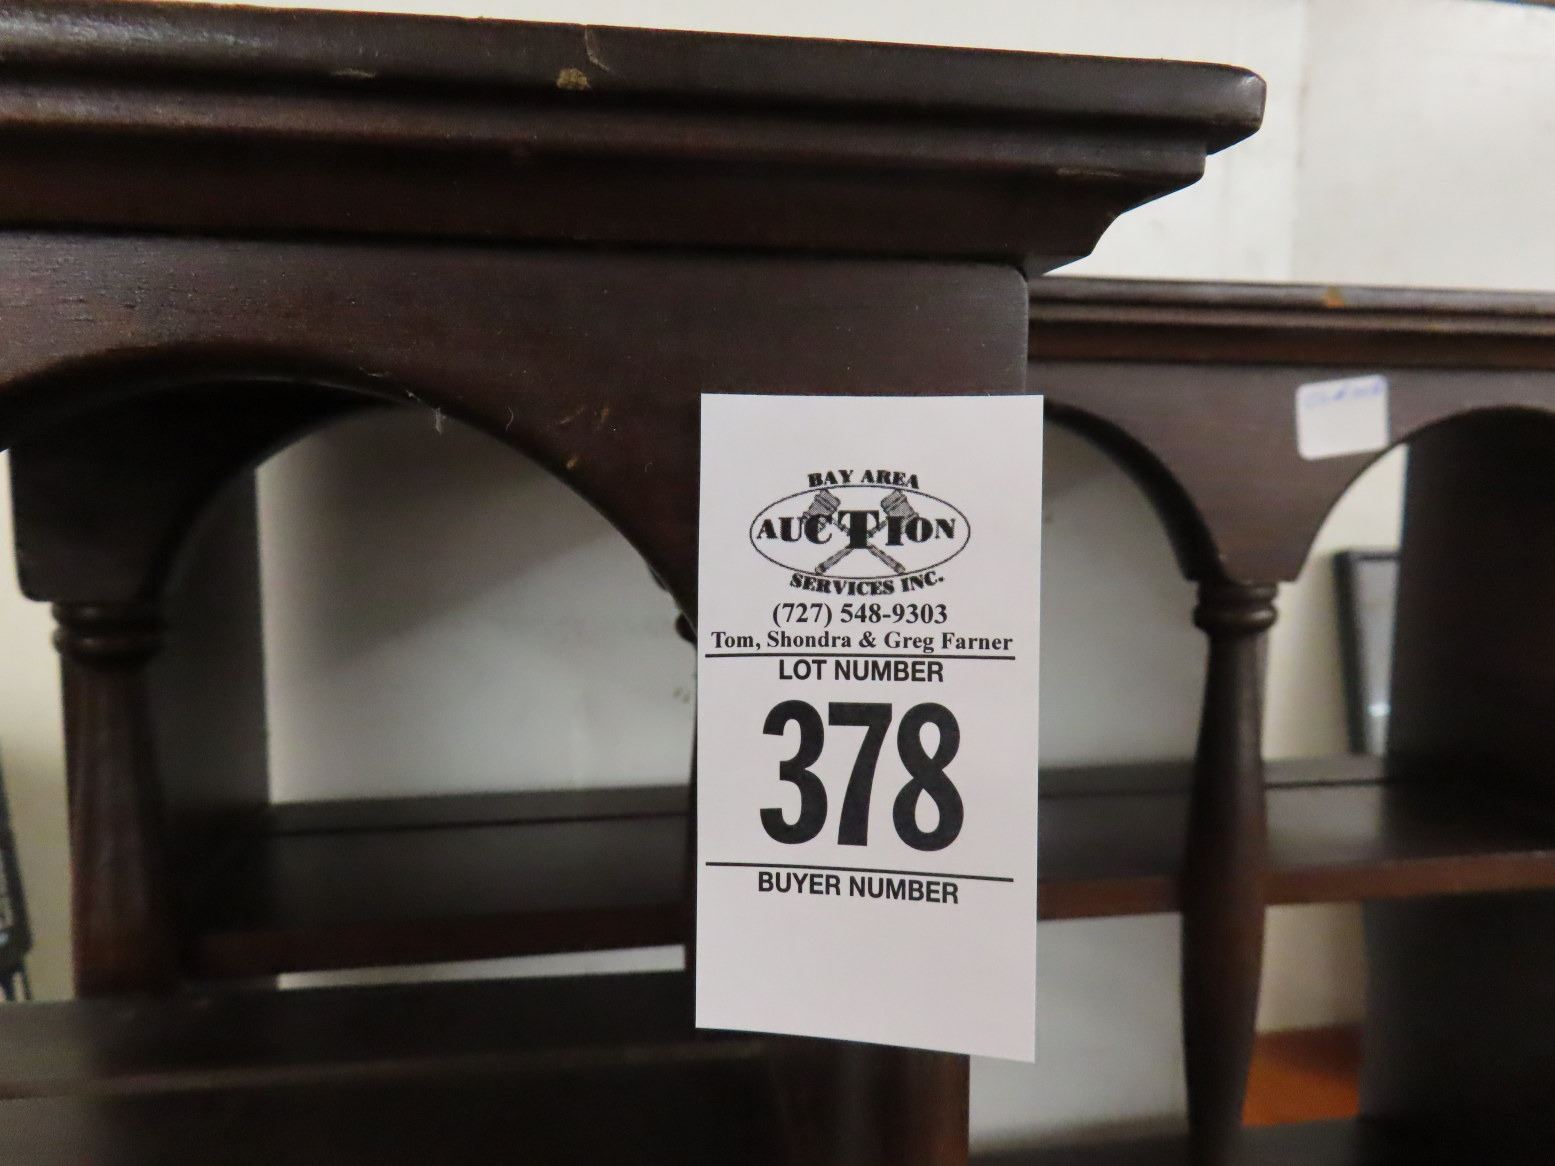 BAY AREA
AUCTION
SERVICES INC.
(727) 548-9303
Tom, Shondra & Greg Farner
LOT NUMBER
378
BUYER NUMBER